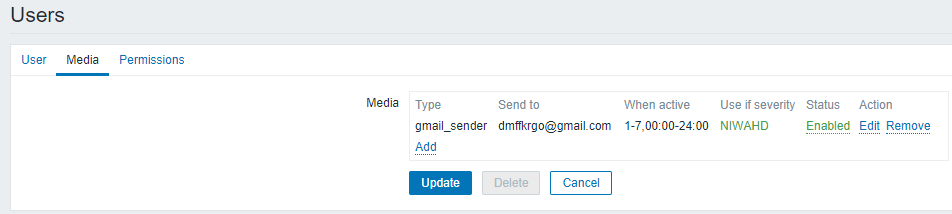 Users
User Media Permissions
Media Type Send to When active Use if severity Status Action
gmail_sender dmffkrgo@gmail.com 1-7,00:00-24:00 NIWAHD Enabled Edit Remove
Add
Update Delete Cancel